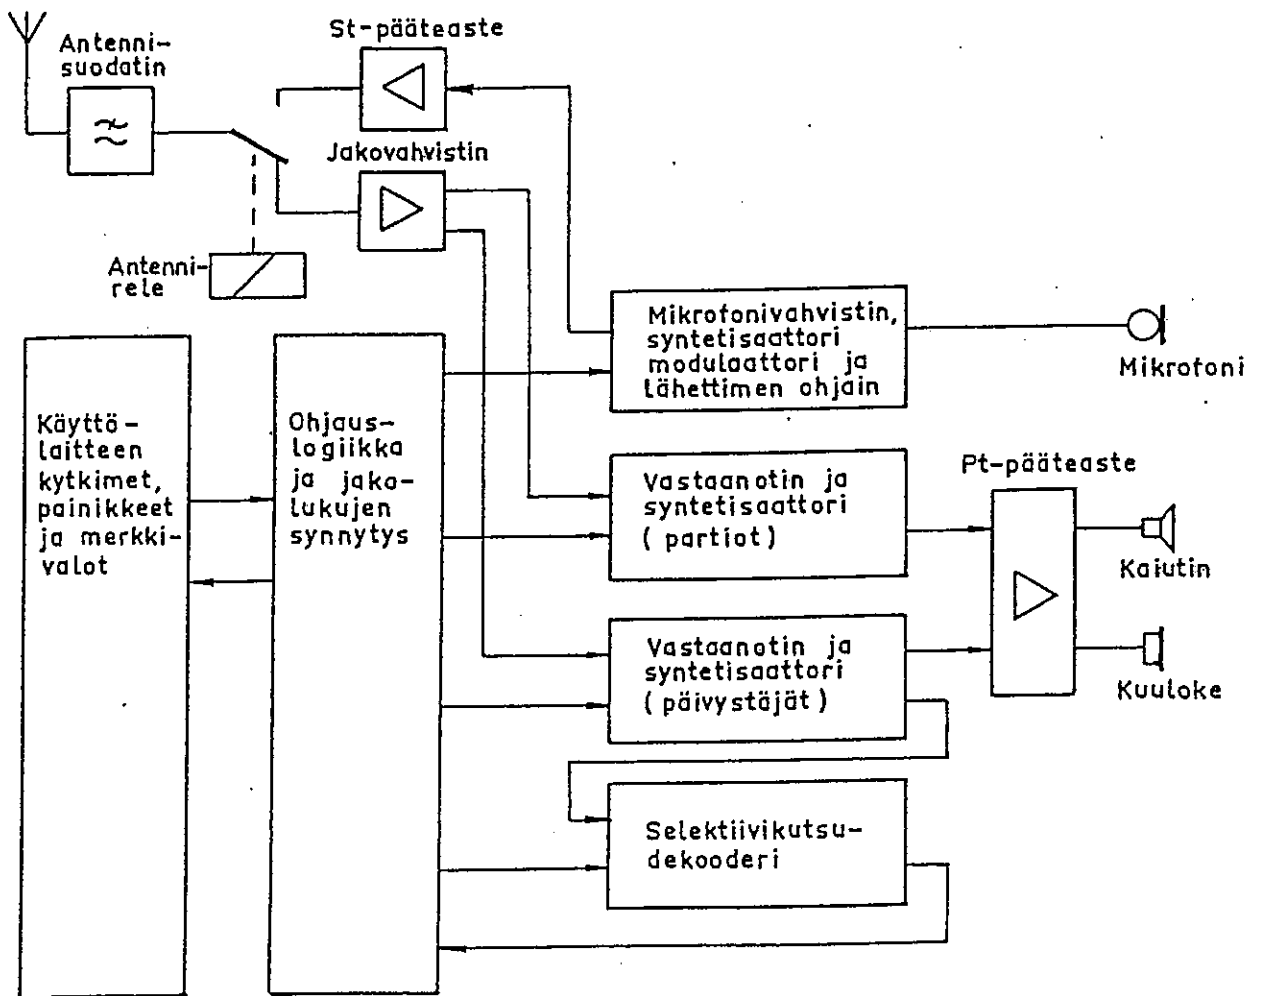 Antenni-
suodatin
St-pääteaste
Jakovahvistin
Antenni-
rele
Mikrofonivahvistin,
syntetisaattori
modulaattori ja
lähettimen ohjain
Mikrofoni
Käyttö-
laitteen
kytkimet,
painikkeet
ja merkki-
valot
Ohjaus-
logiikka
ja jako-
lukujen
synnytys
Vastaanotin ja
syntetisaattori
( partiot )
Pt-pääteaste
Kaiutin
Kuuloke
Vastaanotin ja
syntetisaattori
( päivystäjät )
Selektiivikutsu-
dekooderi